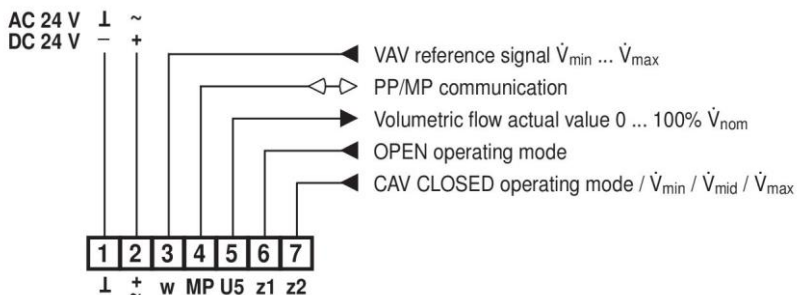 AC 24 V ⊥ ~
DC 24 V − +
VAV reference signal V̇min ... V̇max
PP/MP communication
Volumetric flow actual value 0 ... 100% V̇nom
OPEN operating mode
CAV CLOSED operating mode / V̇min / V̇mid / V̇max
1 2 3 4 5 6 7
⊥ +~ w MP U5 z1 z2